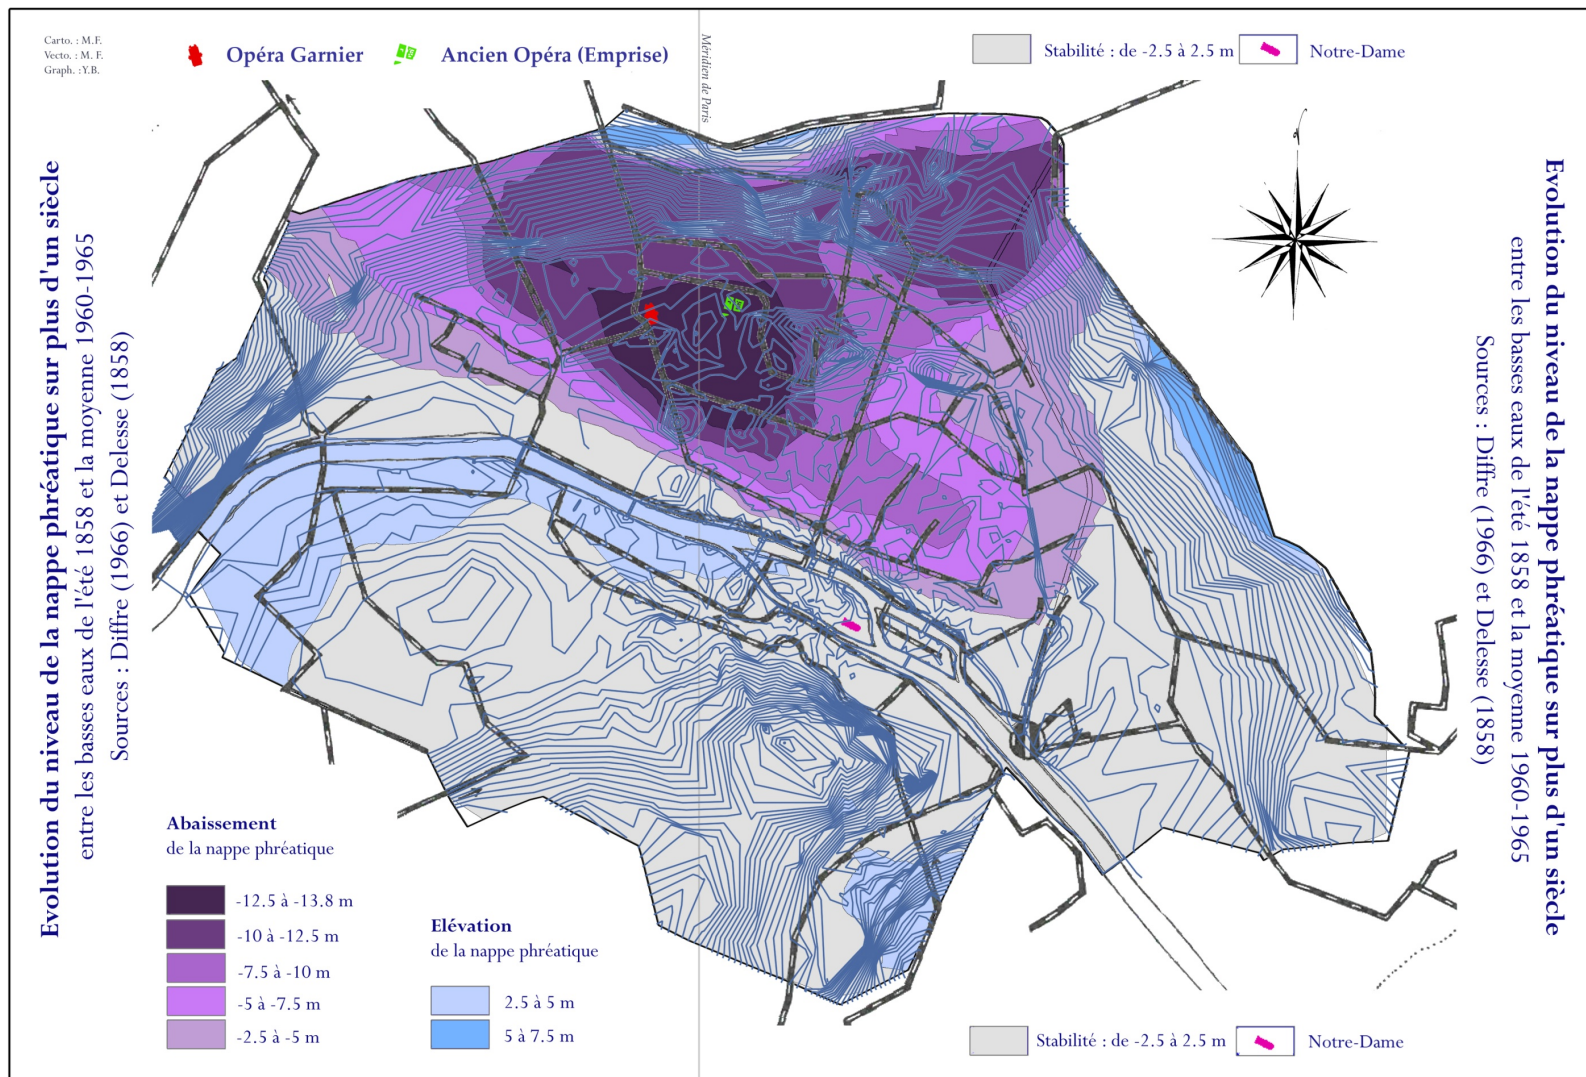 Carto. : M.F.
Vecto. : M. F.
Graph. :Y.B.
Opéra Garnier
Ancien Opéra (Emprise)
Méridien de Paris
Stabilité : de -2.5 à 2.5 m
Notre-Dame
Evolution du niveau de la nappe phréatique sur plus d'un siècle
entre les basses eaux de l'été 1858 et la moyenne 1960-1965
Sources : Diffre (1966) et Delesse (1858)
Evolution du niveau de la nappe phréatique sur plus d'un siècle
entre les basses eaux de l'été 1858 et la moyenne 1960-1965
Sources : Diffre (1966) et Delesse (1858)
Abaissement
de la nappe phréatique
-12.5 à -13.8 m
-10 à -12.5 m
-7.5 à -10 m
-5 à -7.5 m
-2.5 à -5 m
Elévation
de la nappe phréatique
2.5 à 5 m
5 à 7.5 m
Stabilité : de -2.5 à 2.5 m
Notre-Dame